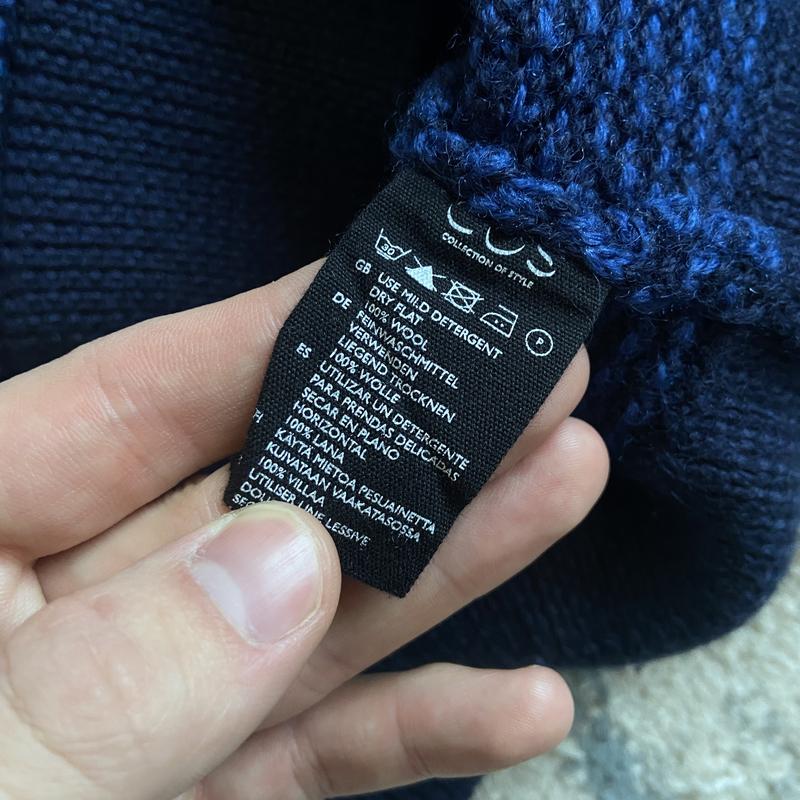 COS
COLLECTION OF STYLE
30
P
GB USE MILD DETERGENT
DRY FLAT
100% WOOL
DE FEINWASCHMITTEL
VERWENDEN
LIEGEND TROCKNEN
100% WOLLE
ES UTILIZAR UN DETERGENTE
PARA PRENDAS DELICADAS
SECAR EN PLANO
HORIZONTAL
100% LANA
KÄYTÄ MIETOA PESUAINETTA
KUIVATAAN VAAKATASOSSA
100% VILLAA
UTILISER UNE LESSIVE